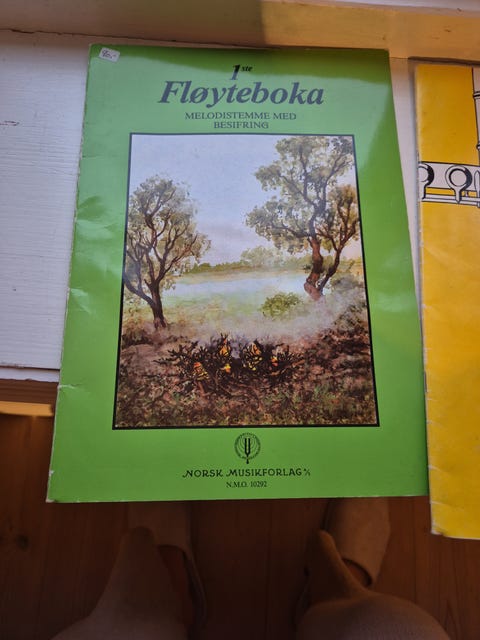 1ste
Fløyteboka
MELODISTEMME MED
BESIFRING
NORSK MUSIKFORLAG A/S
N.M.O. 10292